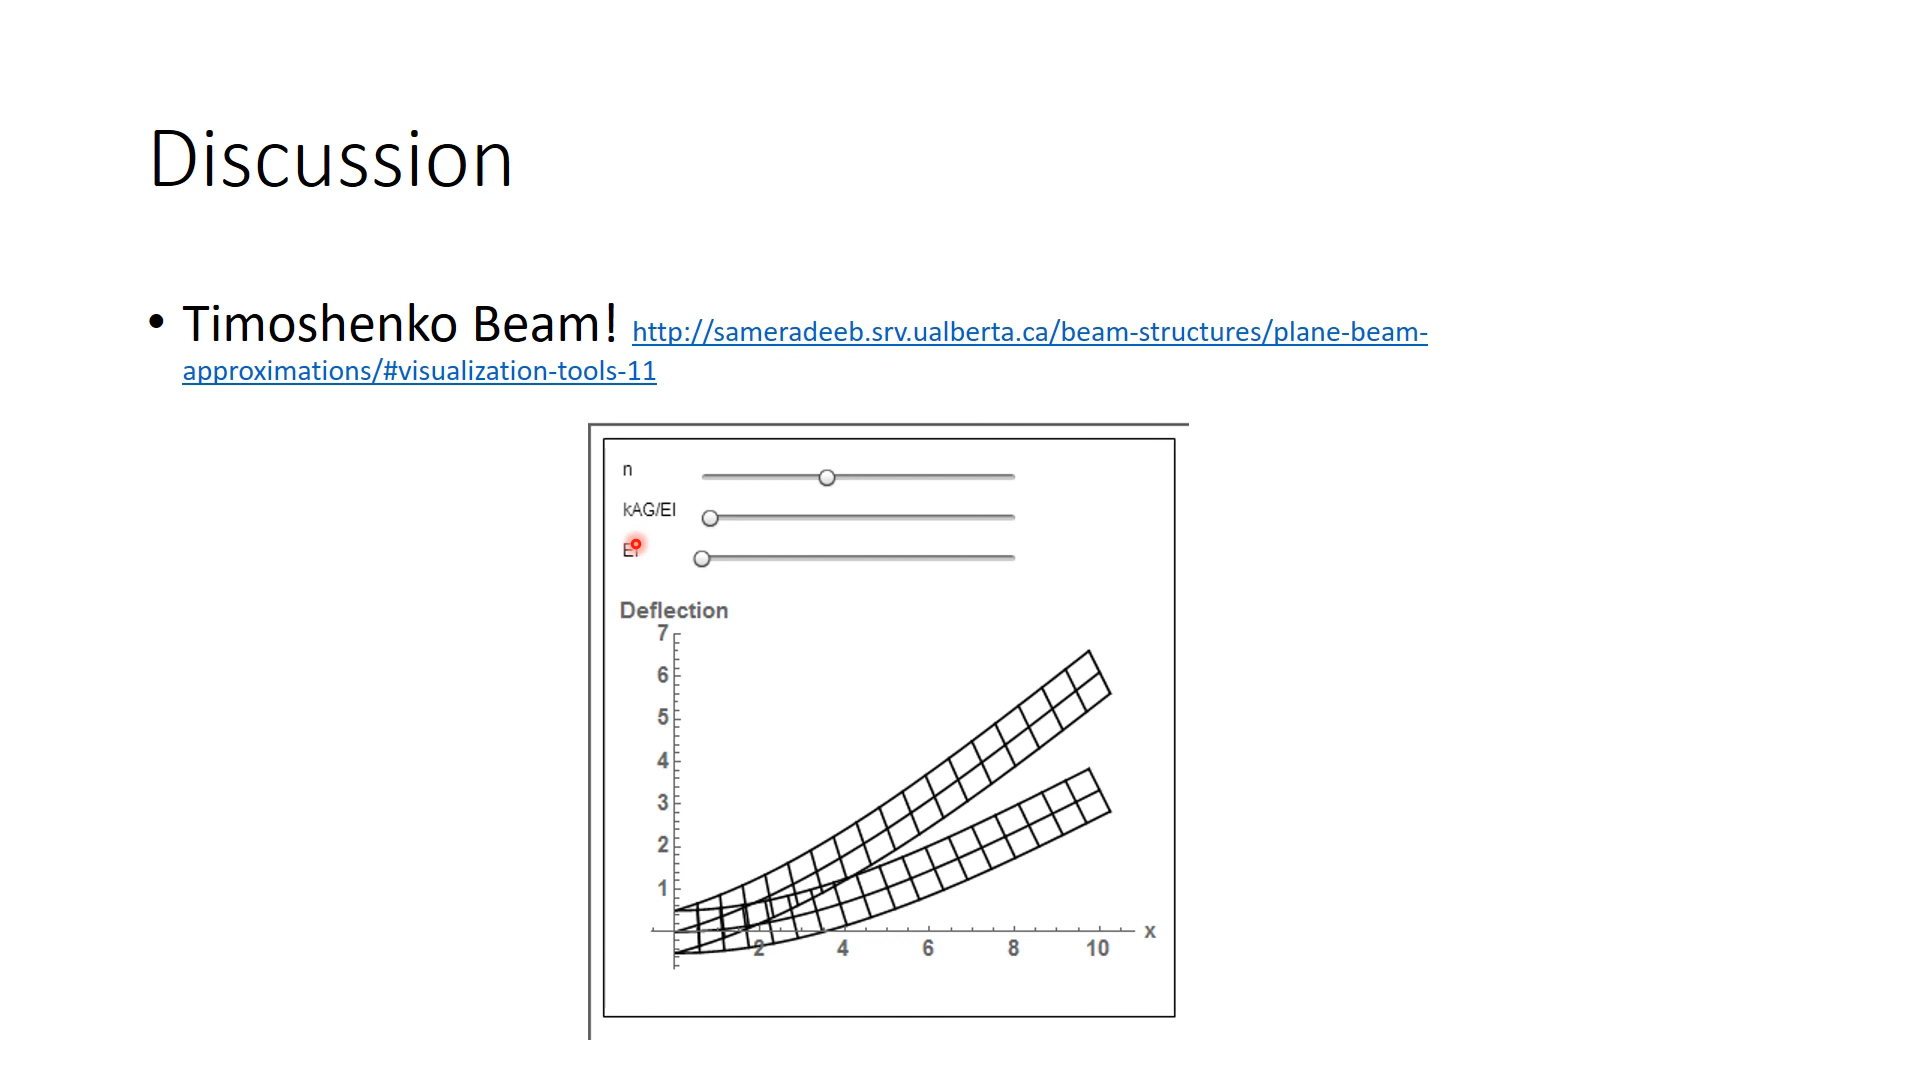 Discussion
• Timoshenko Beam! http://sameradeeb.srv.ualberta.ca/beam-structures/plane-beam-
approximations/#visualization-tools-11
n
kAG/EI
EI
Deflection
7
6
5
4
3
2
1
2 4 6 8 10 x